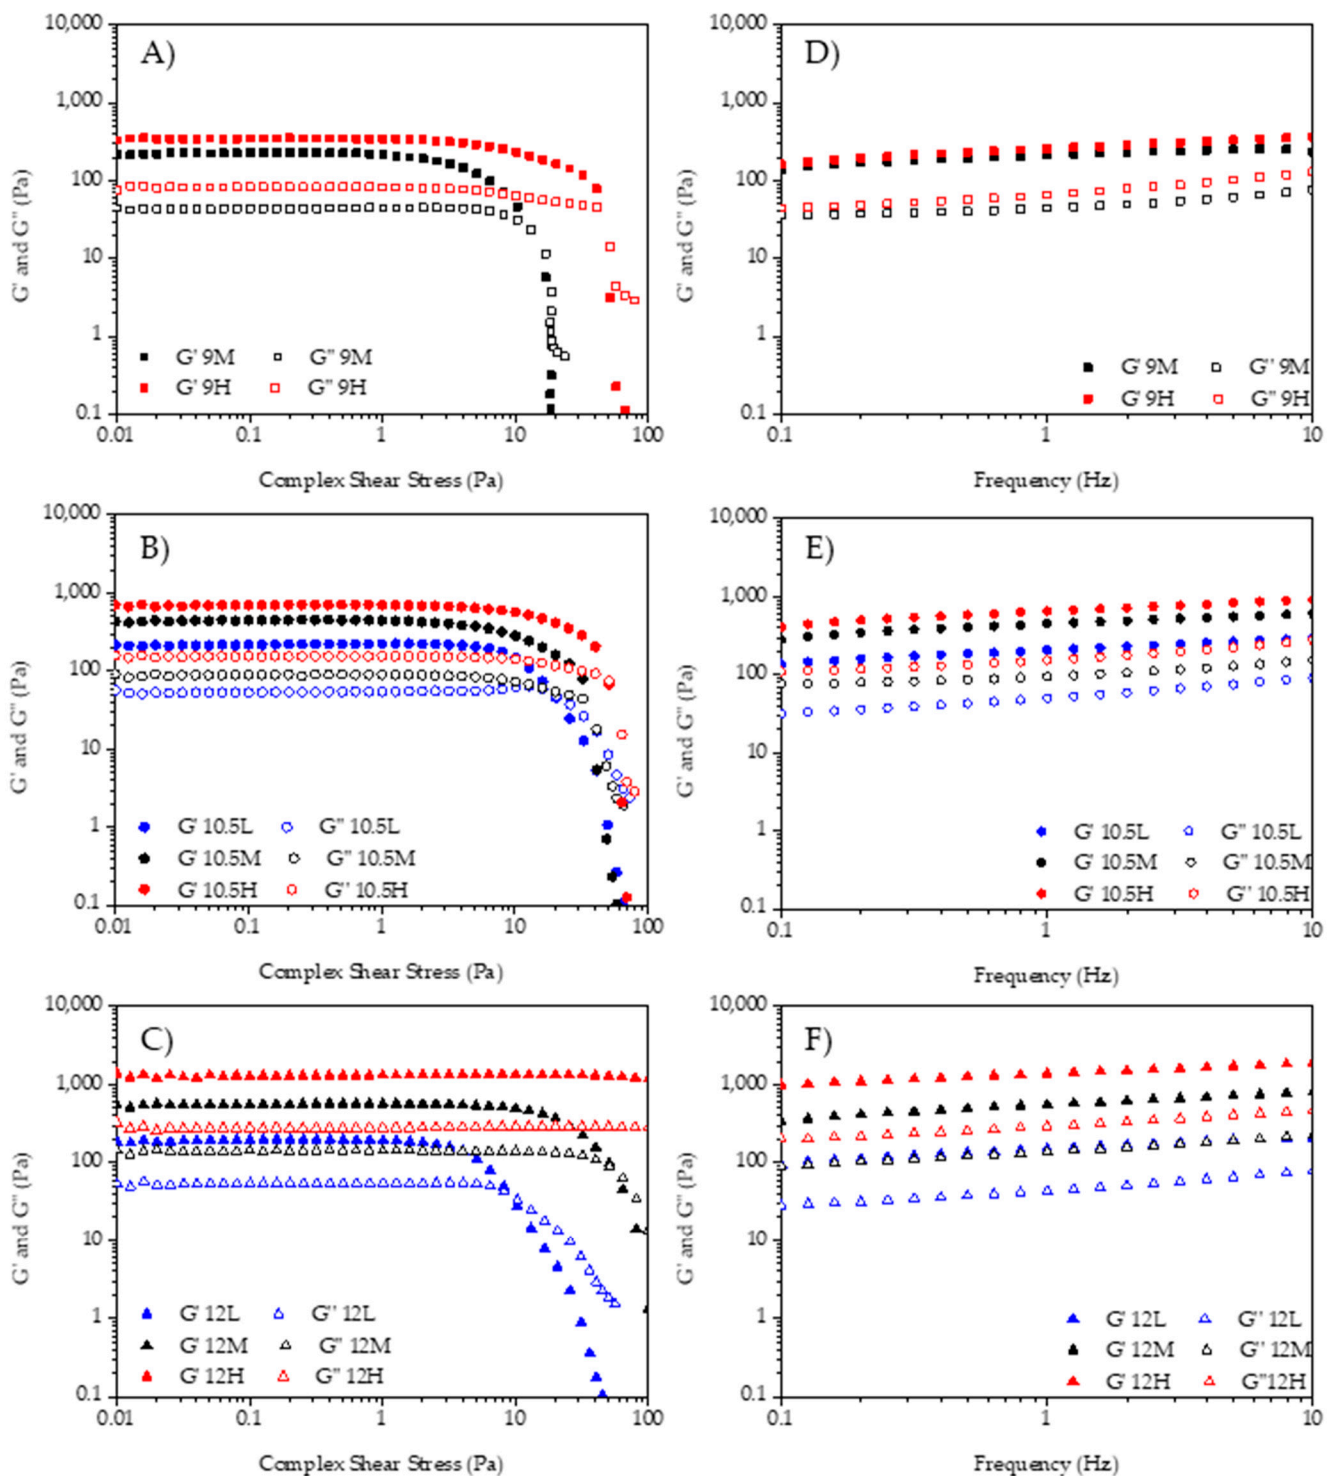 A)
10,000
1,000
100
10
1
0.1
G' and G'' (Pa)
G' 9M G'' 9M
G' 9H G'' 9H
0.01 0.1 1 10 100
Complex Shear Stress (Pa)
D)
10,000
1,000
100
10
1
0.1
G' and G'' (Pa)
G' 9M G'' 9M
G' 9H G'' 9H
0.1 1 10
Frequency (Hz)
B)
10,000
1,000
100
10
1
0.1
G' and G'' (Pa)
G' 10.5L G'' 10.5L
G' 10.5M G'' 10.5M
G' 10.5H G'' 10.5H
0.01 0.1 1 10 100
Complex Shear Stress (Pa)
E)
10,000
1,000
100
10
1
0.1
G' and G'' (Pa)
G' 10.5L G'' 10.5L
G' 10.5M G'' 10.5M
G' 10.5H G'' 10.5H
0.1 1 10
Frequency (Hz)
C)
10,000
1,000
100
10
1
0.1
G' and G'' (Pa)
G' 12L G'' 12L
G' 12M G'' 12M
G' 12H G'' 12H
0.01 0.1 1 10 100
Complex Shear Stress (Pa)
F)
10,000
1,000
100
10
1
0.1
G' and G'' (Pa)
G' 12L G'' 12L
G' 12M G'' 12M
G' 12H G''12H
0.1 1 10
Frequency (Hz)